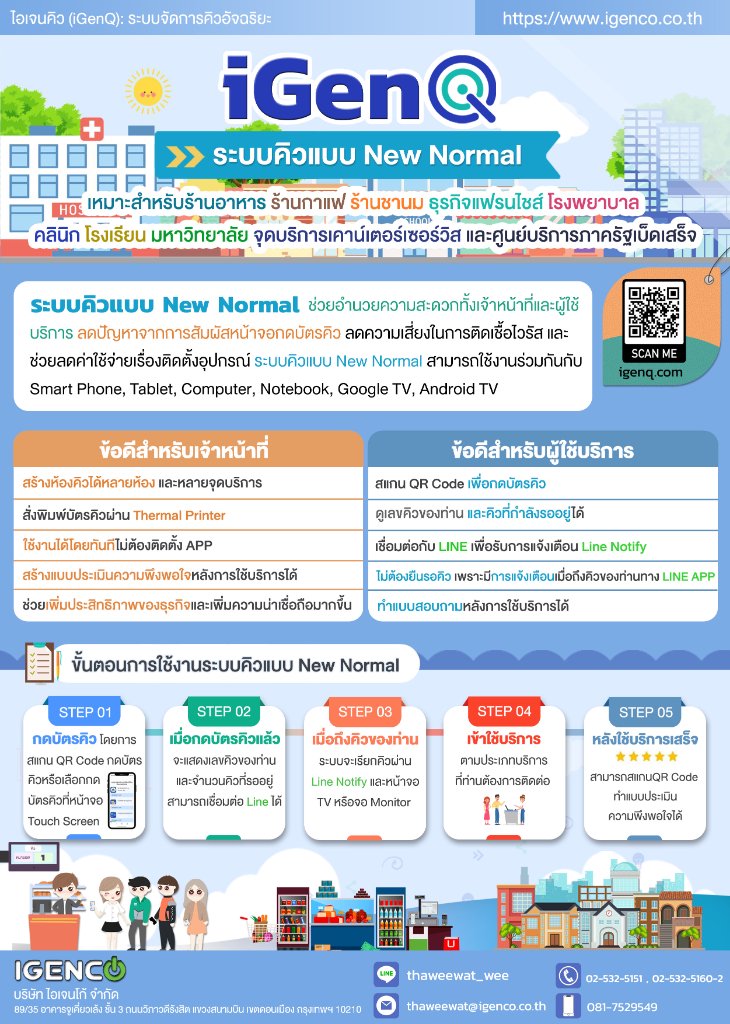 ไอเจนคิว (iGenQ): ระบบจัดการคิวอัจฉริยะ
https://www.igenco.co.th
iGenQ
ระบบคิวแบบ New Normal
เหมาะสำหรับร้านอาหาร ร้านกาแฟ ร้านชานม ธุรกิจแฟรนไชส์ โรงพยาบาล
คลินิก โรงเรียน มหาวิทยาลัย จุดบริการเคาน์เตอร์เซอร์วิส และศูนย์บริการภาครัฐเบ็ดเสร็จ
ระบบคิวแบบ New Normal ช่วยอำนวยความสะดวกทั้งเจ้าหน้าที่และผู้ใช้
บริการ ลดปัญหาจากการสัมผัสหน้าจอกดบัตรคิว ลดความเสี่ยงในการติดเชื้อไวรัส และ
ช่วยลดค่าใช้จ่ายเรื่องติดตั้งอุปกรณ์ ระบบคิวแบบ New Normal สามารถใช้งานร่วมกันกับ
Smart Phone, Tablet, Computer, Notebook, Google TV, Android TV
SCAN ME
igenq.com
ข้อดีสำหรับเจ้าหน้าที่
สร้างห้องคิวได้หลายห้อง และหลายจุดบริการ
สั่งพิมพ์บัตรคิวผ่าน Thermal Printer
ใช้งานได้โดยทันทีไม่ต้องติดตั้ง APP
สร้างแบบประเมินความพึงพอใจหลังการใช้บริการได้
ช่วยเพิ่มประสิทธิภาพของธุรกิจและเพิ่มความน่าเชื่อถือมากขึ้น
ข้อดีสำหรับผู้ใช้บริการ
สแกน QR Code เพื่อกดบัตรคิว
ดูเลขคิวของท่าน และคิวที่กำลังรออยู่ได้
เชื่อมต่อกับ LINE เพื่อรับการแจ้งเตือน Line Notify
ไม่ต้องยืนรอคิว เพราะมีการแจ้งเตือนเมื่อถึงคิวของท่านทาง LINE APP
ทำแบบสอบถามหลังการใช้บริการได้
ขั้นตอนการใช้งานระบบคิวแบบ New Normal
STEP 01
กดบัตรคิว โดยการ
สแกน QR Code กดบัตร
คิวหรือเลือกกด
บัตรคิวที่หน้าจอ
Touch Screen
STEP 02
เมื่อกดบัตรคิวแล้ว
จะแสดงเลขคิวของท่าน
และจำนวนคิวที่รออยู่
สามารถเชื่อมต่อ Line ได้
STEP 03
เมื่อถึงคิวของท่าน
ระบบจะเรียกคิวผ่าน
Line Notify และหน้าจอ
TV หรือจอ Monitor
STEP 04
เข้าใช้บริการ
ตามประเภทบริการ
ที่ท่านต้องการติดต่อ
STEP 05
หลังใช้บริการเสร็จ
สามารถสแกนQR Code
ทำแบบประเมิน
ความพึงพอใจได้
1
IGENCO
บริษัท ไอเจนโก้ จำกัด
89/35 อาคารจูเคี่ยวเส้ง ชั้น 3 ถนนวิภาวดีรังสิต แขวงสนามบิน เขตดอนเมือง กรุงเทพฯ 10210
LINE
thaweewat_wee
thaweewat@igenco.co.th
02-532-5151 , 02-532-5160-2
081-7529549